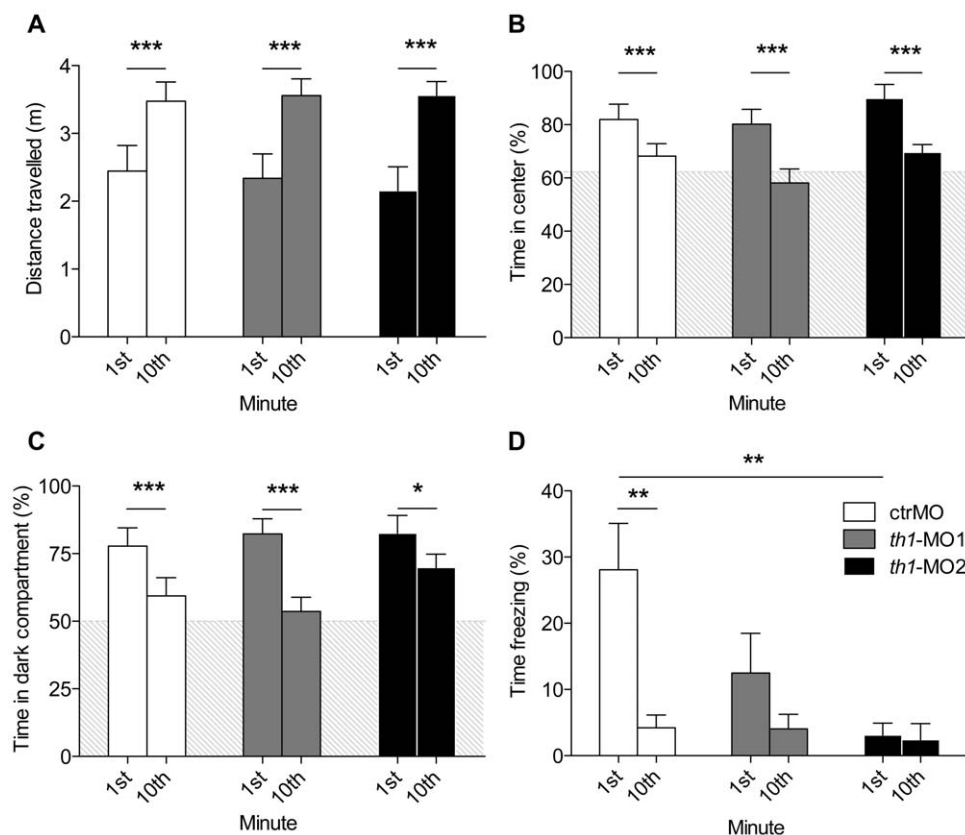 A
*** *** ***
4
3
2
1
0
Distance travelled (m)
1st 10th 1st 10th 1st 10th
Minute
B
*** *** ***
100
80
60
40
20
0
Time in center (%)
1st 10th 1st 10th 1st 10th
Minute
C
*** *** *
100
75
50
25
0
Time in dark compartment (%)
1st 10th 1st 10th 1st 10th
Minute
D
**
**
40
30
20
10
0
Time freezing (%)
ctrMO
th1-MO1
th1-MO2
1st 10th 1st 10th 1st 10th
Minute